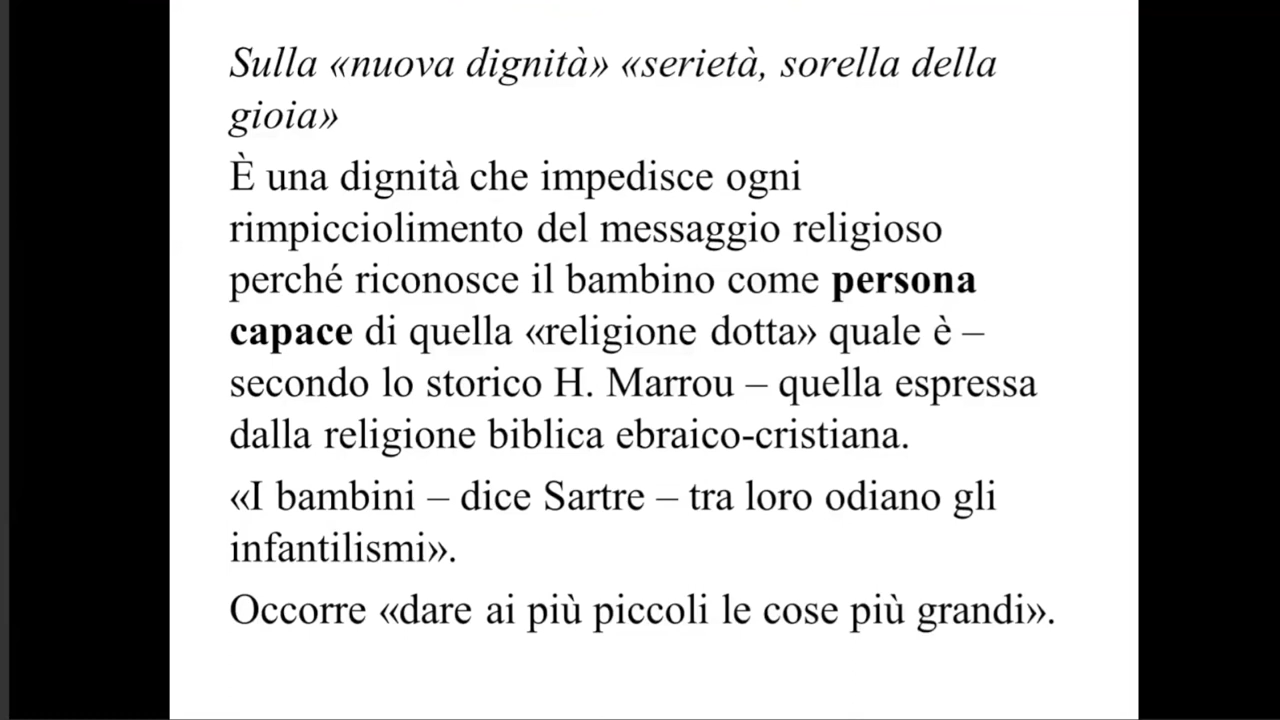 Sulla «nuova dignità» «serietà, sorella della
gioia»
È una dignità che impedisce ogni
rimpicciolimento del messaggio religioso
perché riconosce il bambino come persona
capace di quella «religione dotta» quale è –
secondo lo storico H. Marrou – quella espressa
dalla religione biblica ebraico-cristiana.
«I bambini – dice Sartre – tra loro odiano gli
infantilismi».
Occorre «dare ai più piccoli le cose più grandi».